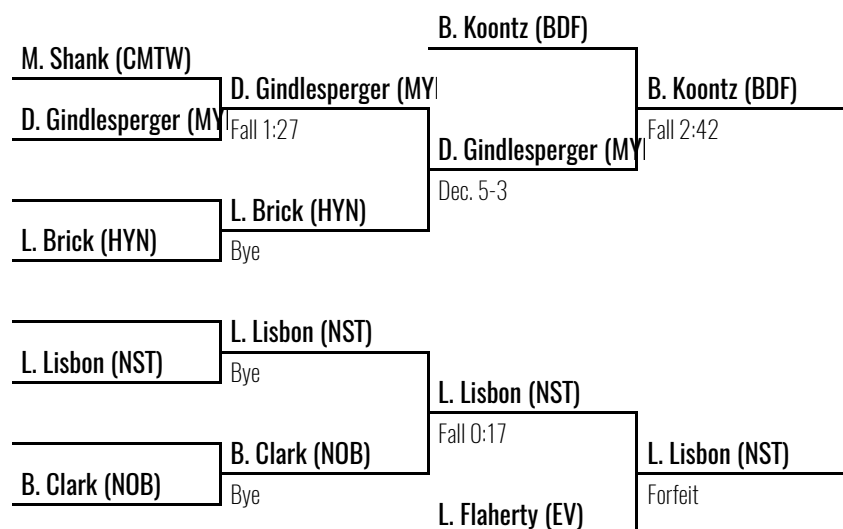 M. Shank (CMTW)
D. Gindlesperger (MY
D. Gindlesperger (MY
Fall 1:27
L. Brick (HYN)
L. Brick (HYN)
Bye
B. Koontz (BDF)
D. Gindlesperger (MY
Dec. 5-3
B. Koontz (BDF)
Fall 2:42
L. Lisbon (NST)
L. Lisbon (NST)
Bye
B. Clark (NOB)
B. Clark (NOB)
Bye
L. Lisbon (NST)
Fall 0:17
L. Flaherty (EV)
L. Lisbon (NST)
Forfeit